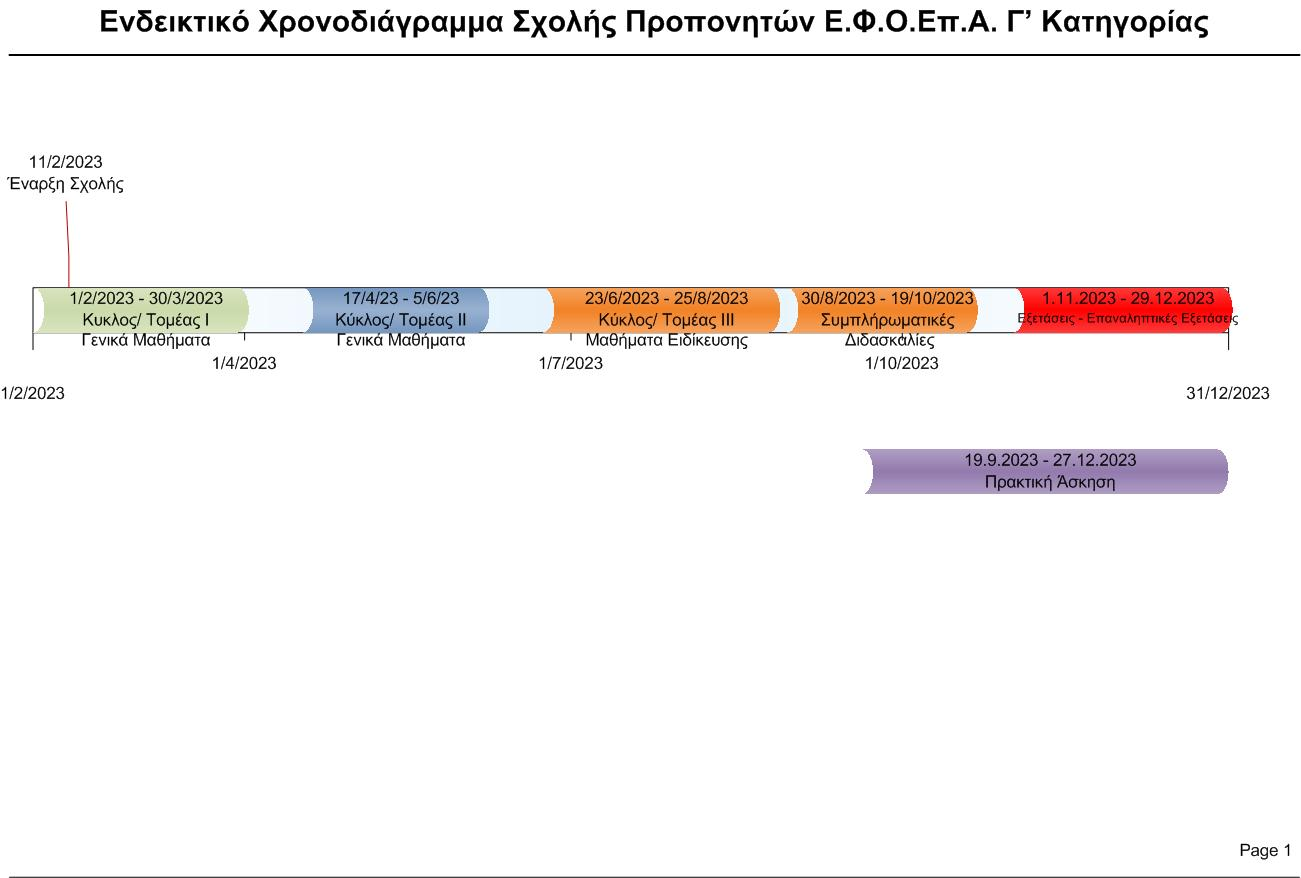 Ενδεικτικό Χρονοδιάγραμμα Σχολής Προπονητών Ε.Φ.Ο.Επ.Α. Γ’ Κατηγορίας
11/2/2023
Έναρξη Σχολής
1/2/2023 - 30/3/2023
Κυκλος/ Τομέας Ι
Γενικά Μαθήματα
17/4/23 - 5/6/23
Κύκλος/ Τομέας ΙΙ
Γενικά Μαθήματα
23/6/2023 - 25/8/2023
Κύκλος/ Τομέας ΙΙΙ
Μαθήματα Ειδίκευσης
30/8/2023 - 19/10/2023
Συμπλήρωματικές
Διδασκάλίες
1.11.2023 - 29.12.2023
Εξετάσεις - Επαναληπτικές Εξετάσεις
1/4/2023
1/7/2023
1/10/2023
1/2/2023
31/12/2023
19.9.2023 - 27.12.2023
Πρακτική Άσκηση
Page 1